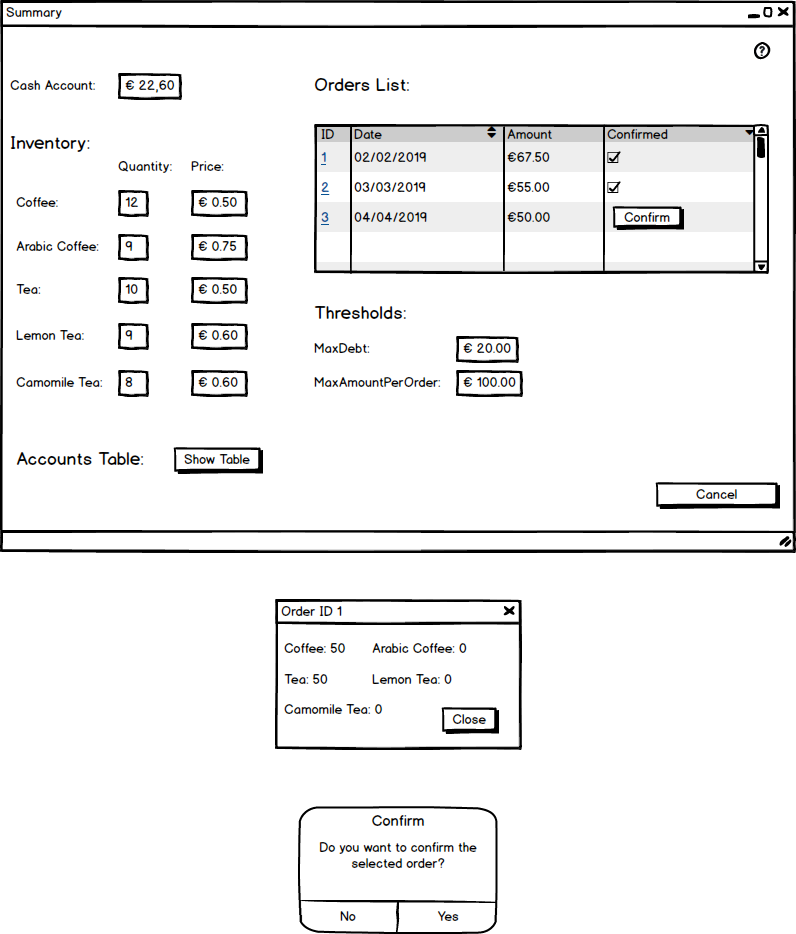 Summary
?
Cash Account: € 22,60
Orders List:
ID Date Amount Confirmed
1 02/02/2019 €67.50
2 03/03/2019 €55.00
3 04/04/2019 €50.00 Confirm
Inventory:
Quantity: Price:
Coffee: 12 € 0.50
Arabic Coffee: 9 € 0.75
Tea: 10 € 0.50
Lemon Tea: 9 € 0.60
Camomile Tea: 8 € 0.60
Thresholds:
MaxDebt: € 20.00
MaxAmountPerOrder: € 100.00
Accounts Table: Show Table
Cancel
Order ID 1
Coffee: 50 Arabic Coffee: 0
Tea: 50 Lemon Tea: 0
Camomile Tea: 0
Close
Confirm
Do you want to confirm the
selected order?
No Yes